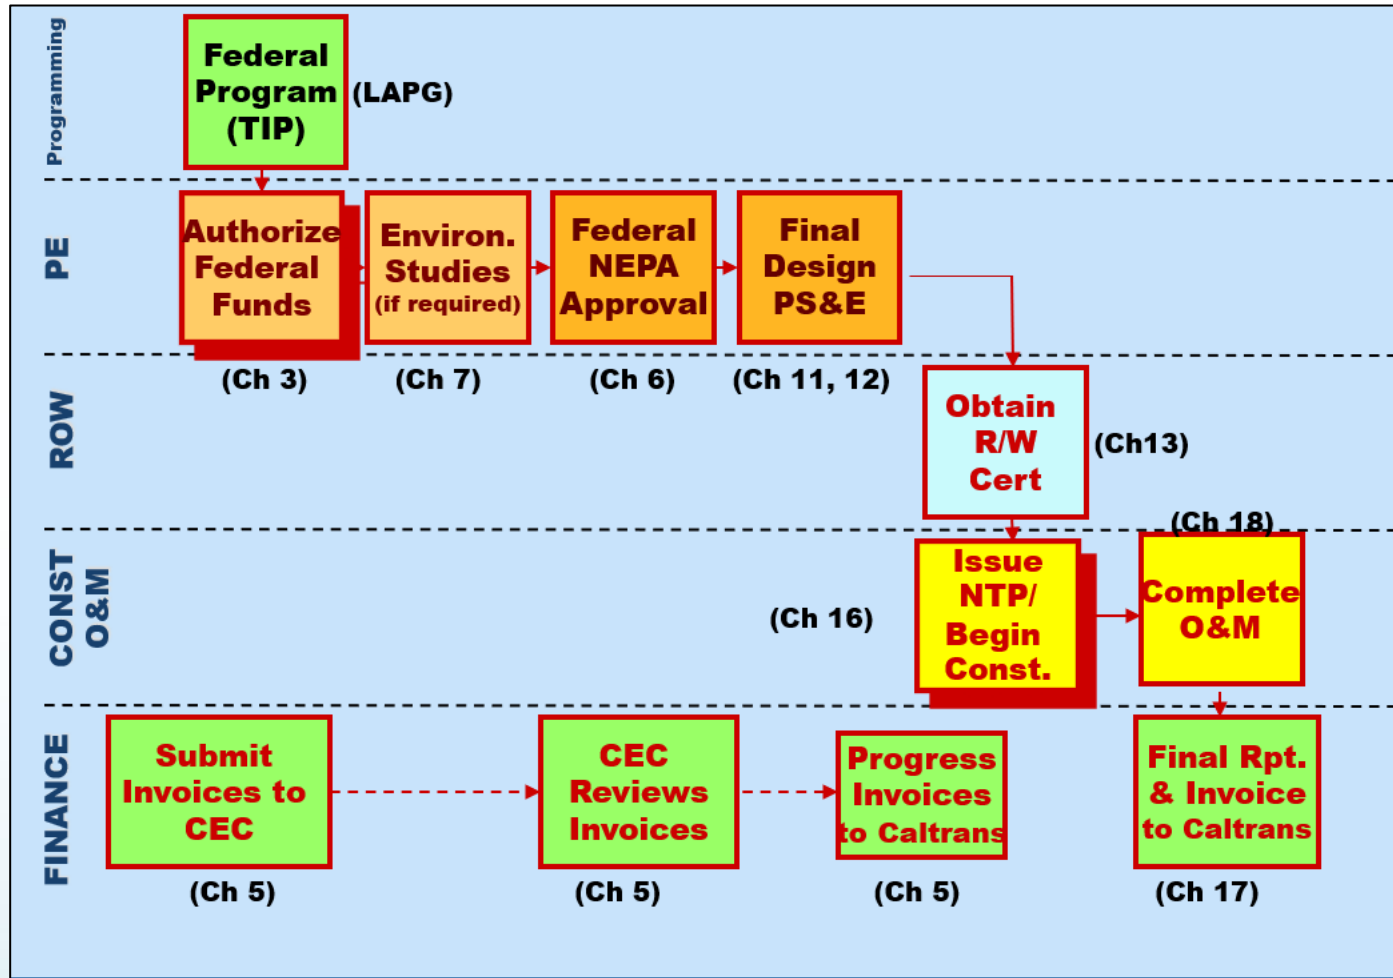 Programming
Federal
Program
(TIP)
(LAPG)
PE
Authorize
Federal
Funds
Environ.
Studies
(if required)
Federal
NEPA
Approval
Final
Design
PS&E
(Ch 3)
(Ch 7)
(Ch 6)
(Ch 11, 12)
ROW
Obtain
R/W
Cert
(Ch13)
CONST
O&M
(Ch 16)
Issue
NTP/
Begin
Const.
(Ch 18)
Complete
O&M
FINANCE
Submit
Invoices to
CEC
CEC
Reviews
Invoices
Progress
Invoices
to Caltrans
Final Rpt.
& Invoice
to Caltrans
(Ch 5)
(Ch 5)
(Ch 5)
(Ch 17)